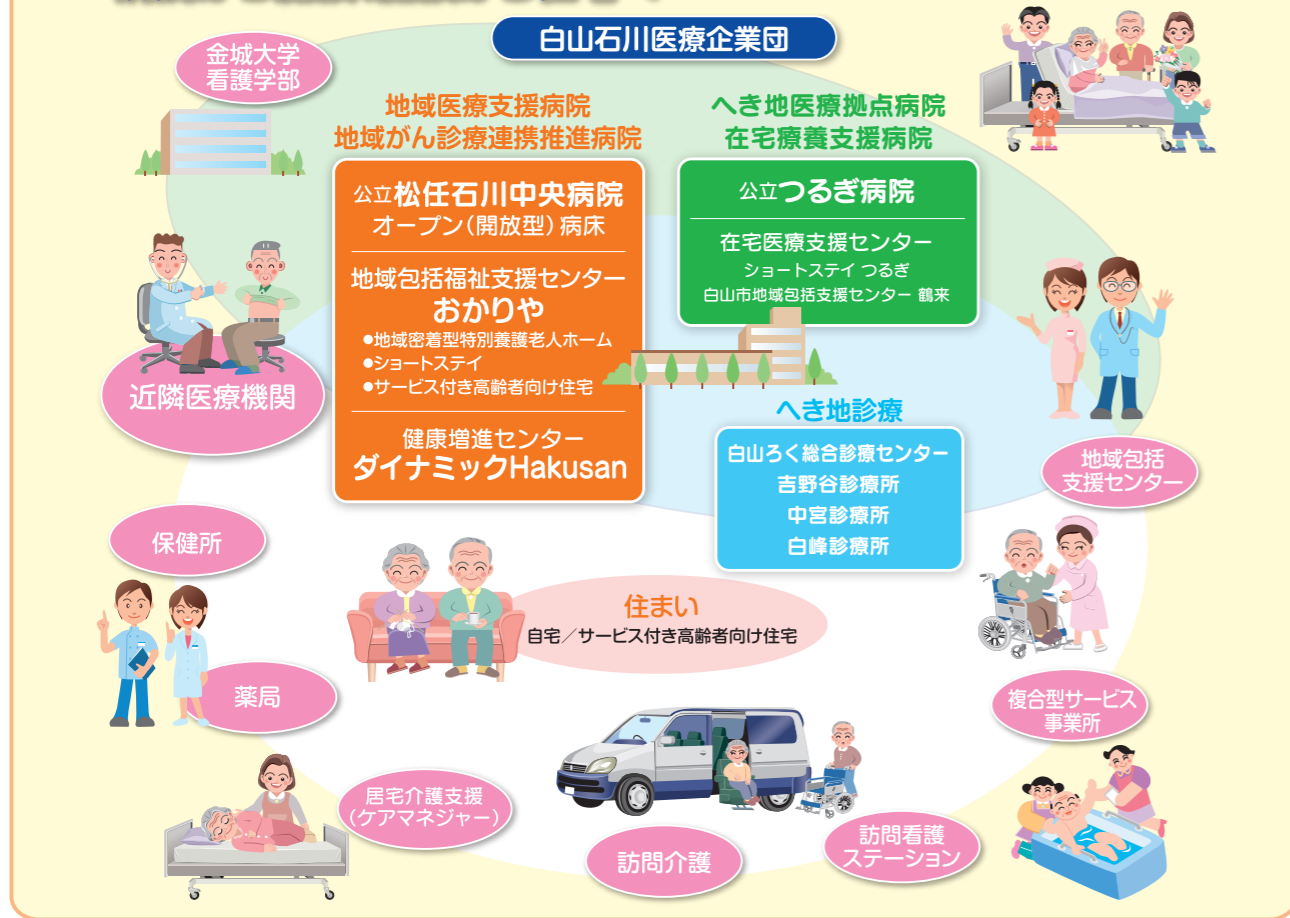 白山石川医療企業団
金城大学
看護学部
地域医療支援病院
地域がん診療連携推進病院
公立松任石川中央病院
オープン(開放型)病床
地域包括福祉支援センター
おかりや
●地域密着型特別養護老人ホーム
●ショートステイ
●サービス付き高齢者向け住宅
健康増進センター
ダイナミックHakusan
へき地医療拠点病院
在宅療養支援病院
公立つるぎ病院
在宅医療支援センター
ショートステイ つるぎ
白山市地域包括支援センター 鶴来
へき地診療
白山ろく総合診療センター
吉野谷診療所
中宮診療所
白峰診療所
近隣医療機関
地域包括
支援センター
保健所
住まい
自宅／サービス付き高齢者向け住宅
薬局
複合型サービス
事業所
居宅介護支援
(ケアマネジャー)
訪問介護
訪問看護
ステーション